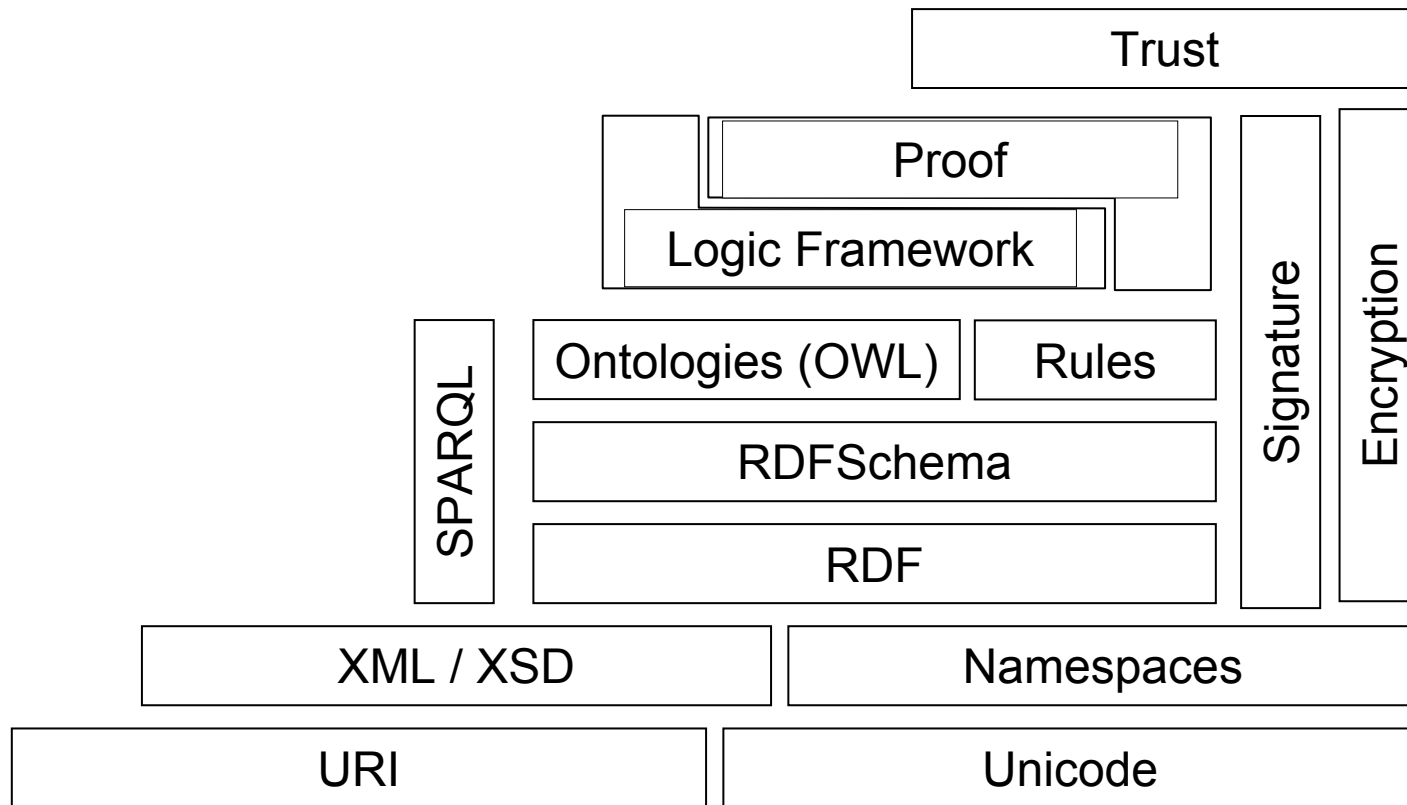 Trust
Proof
Logic Framework
Signature
Encryption
SPARQL
Ontologies (OWL)
Rules
RDFSchema
RDF
XML / XSD
Namespaces
URI
Unicode